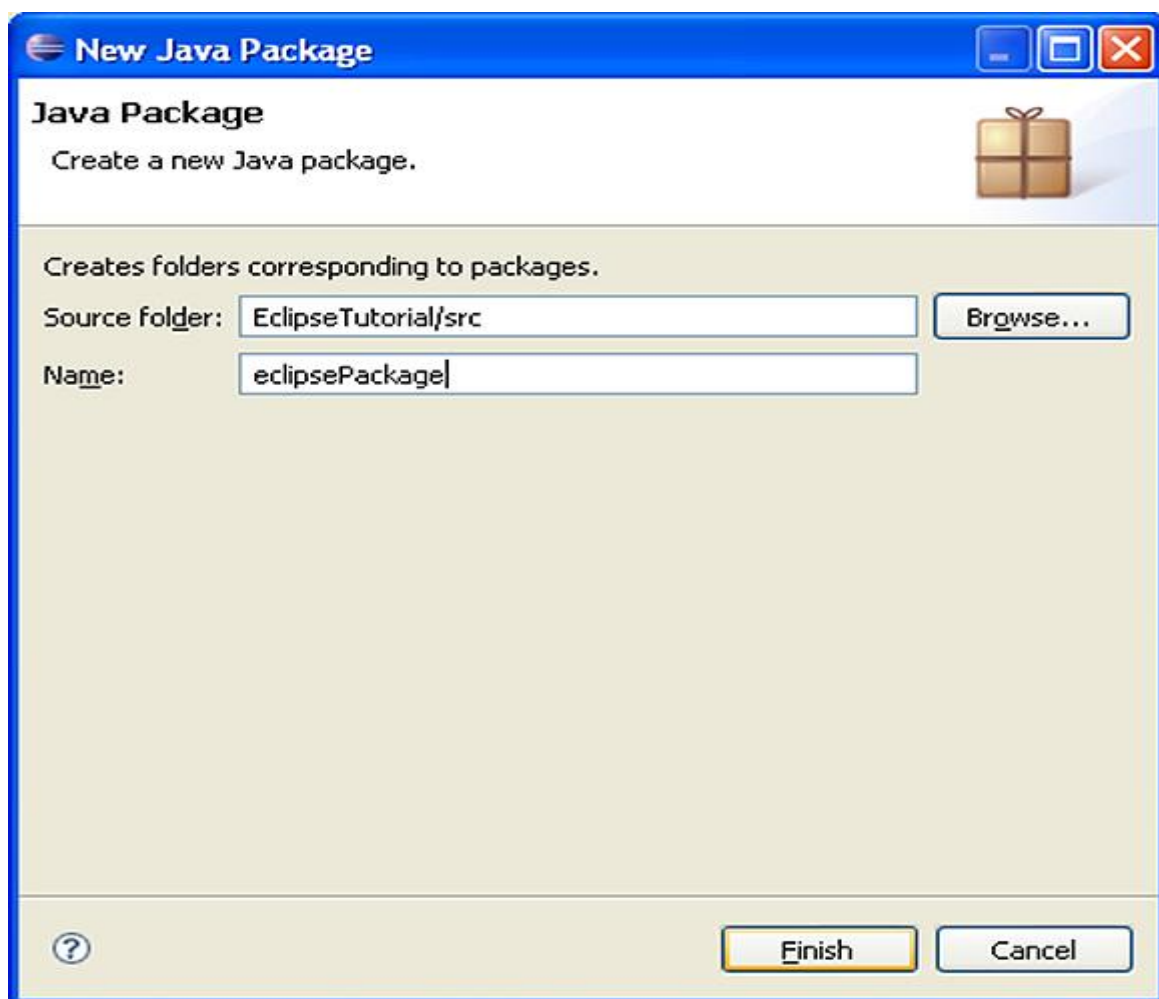 New Java Package
Java Package
Create a new Java package.
Creates folders corresponding to packages.
Source folder: EclipseTutorial/src Browse...
Name: eclipsePackage
? Finish Cancel